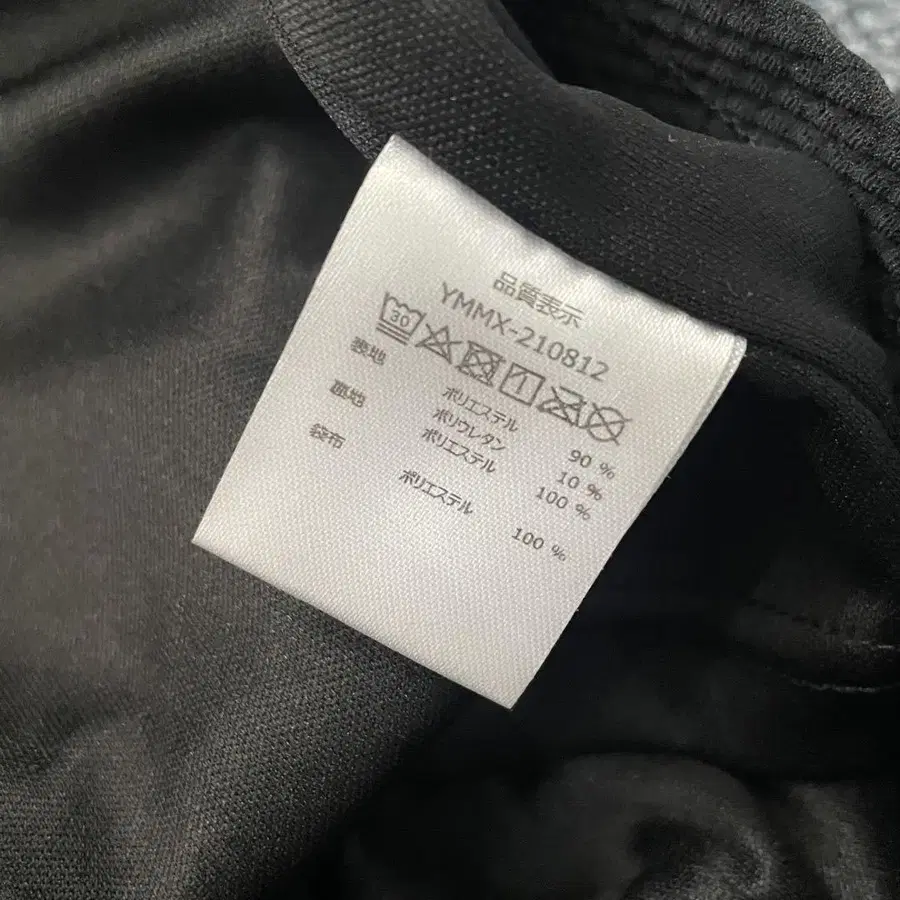 品質表示
YMMX-210812
30
表地 ポリエステル 90 %
ポリウレタン 10 %
裏地 ポリエステル 100 %
袋布 ポリエステル 100 %